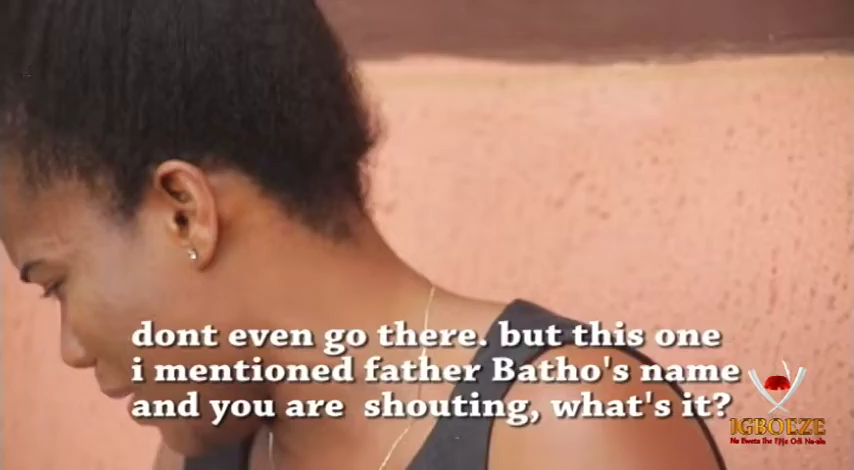 dont even go there. but this one
i mentioned father Batho's name
and you are shouting, what's it?
IGBOEZE